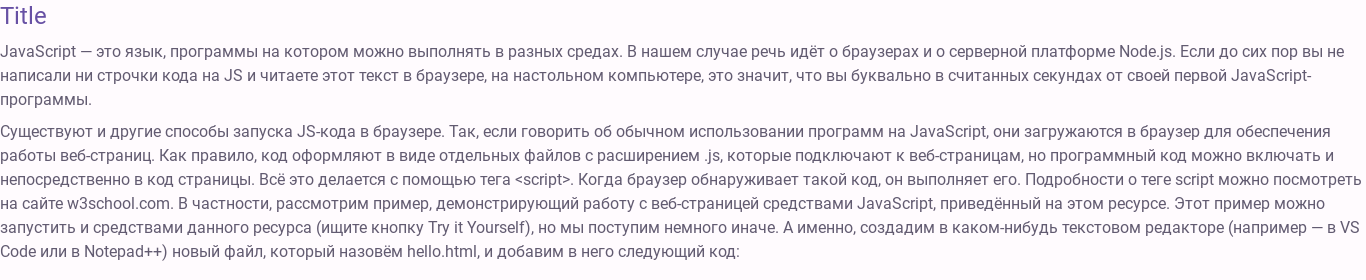 Title
JavaScript — это язык, программы на котором можно выполнять в разных средах. В нашем случае речь идёт о браузерах и о серверной платформе Node.js. Если до сих пор вы не
написали ни строчки кода на JS и читаете этот текст в браузере, на настольном компьютере, это значит, что вы буквально в считанных секундах от своей первой JavaScript-
программы.
Существуют и другие способы запуска JS-кода в браузере. Так, если говорить об обычном использовании программ на JavaScript, они загружаются в браузер для обеспечения
работы веб-страниц. Как правило, код оформляют в виде отдельных файлов с расширением .js, которые подключают к веб-страницам, но программный код можно включать и
непосредственно в код страницы. Всё это делается с помощью тега <script>. Когда браузер обнаруживает такой код, он выполняет его. Подробности о теге script можно посмотреть
на сайте w3school.com. В частности, рассмотрим пример, демонстрирующий работу с веб-страницей средствами JavaScript, приведённый на этом ресурсе. Этот пример можно
запустить и средствами данного ресурса (ищите кнопку Try it Yourself), но мы поступим немного иначе. А именно, создадим в каком-нибудь текстовом редакторе (например — в VS
Code или в Notepad++) новый файл, который назовём hello.html, и добавим в него следующий код: